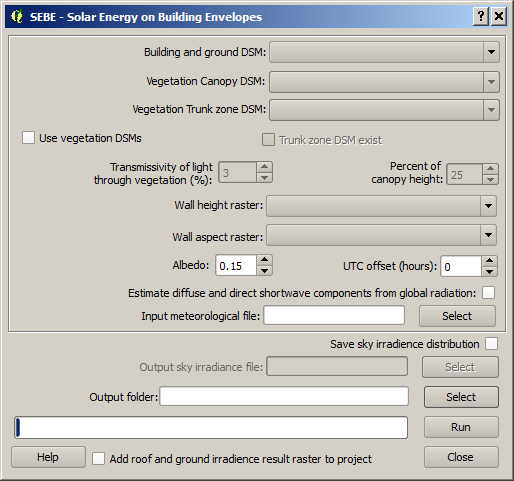 SEBE - Solar Energy on Building Envelopes
Building and ground DSM:
Vegetation Canopy DSM:
Vegetation Trunk zone DSM:
Use vegetation DSMs
Trunk zone DSM exist
Transmissivity of light
through vegetation (%):
3
Percent of
canopy height:
25
Wall height raster:
Wall aspect raster:
Albedo:
0.15
UTC offset (hours):
0
Estimate diffuse and direct shortwave components from global radiation:
Input meteorological file:
Select
Save sky irradience distribution
Output sky irradiance file:
Select
Output folder:
Select
Run
Help
Add roof and ground irradience result raster to project
Close